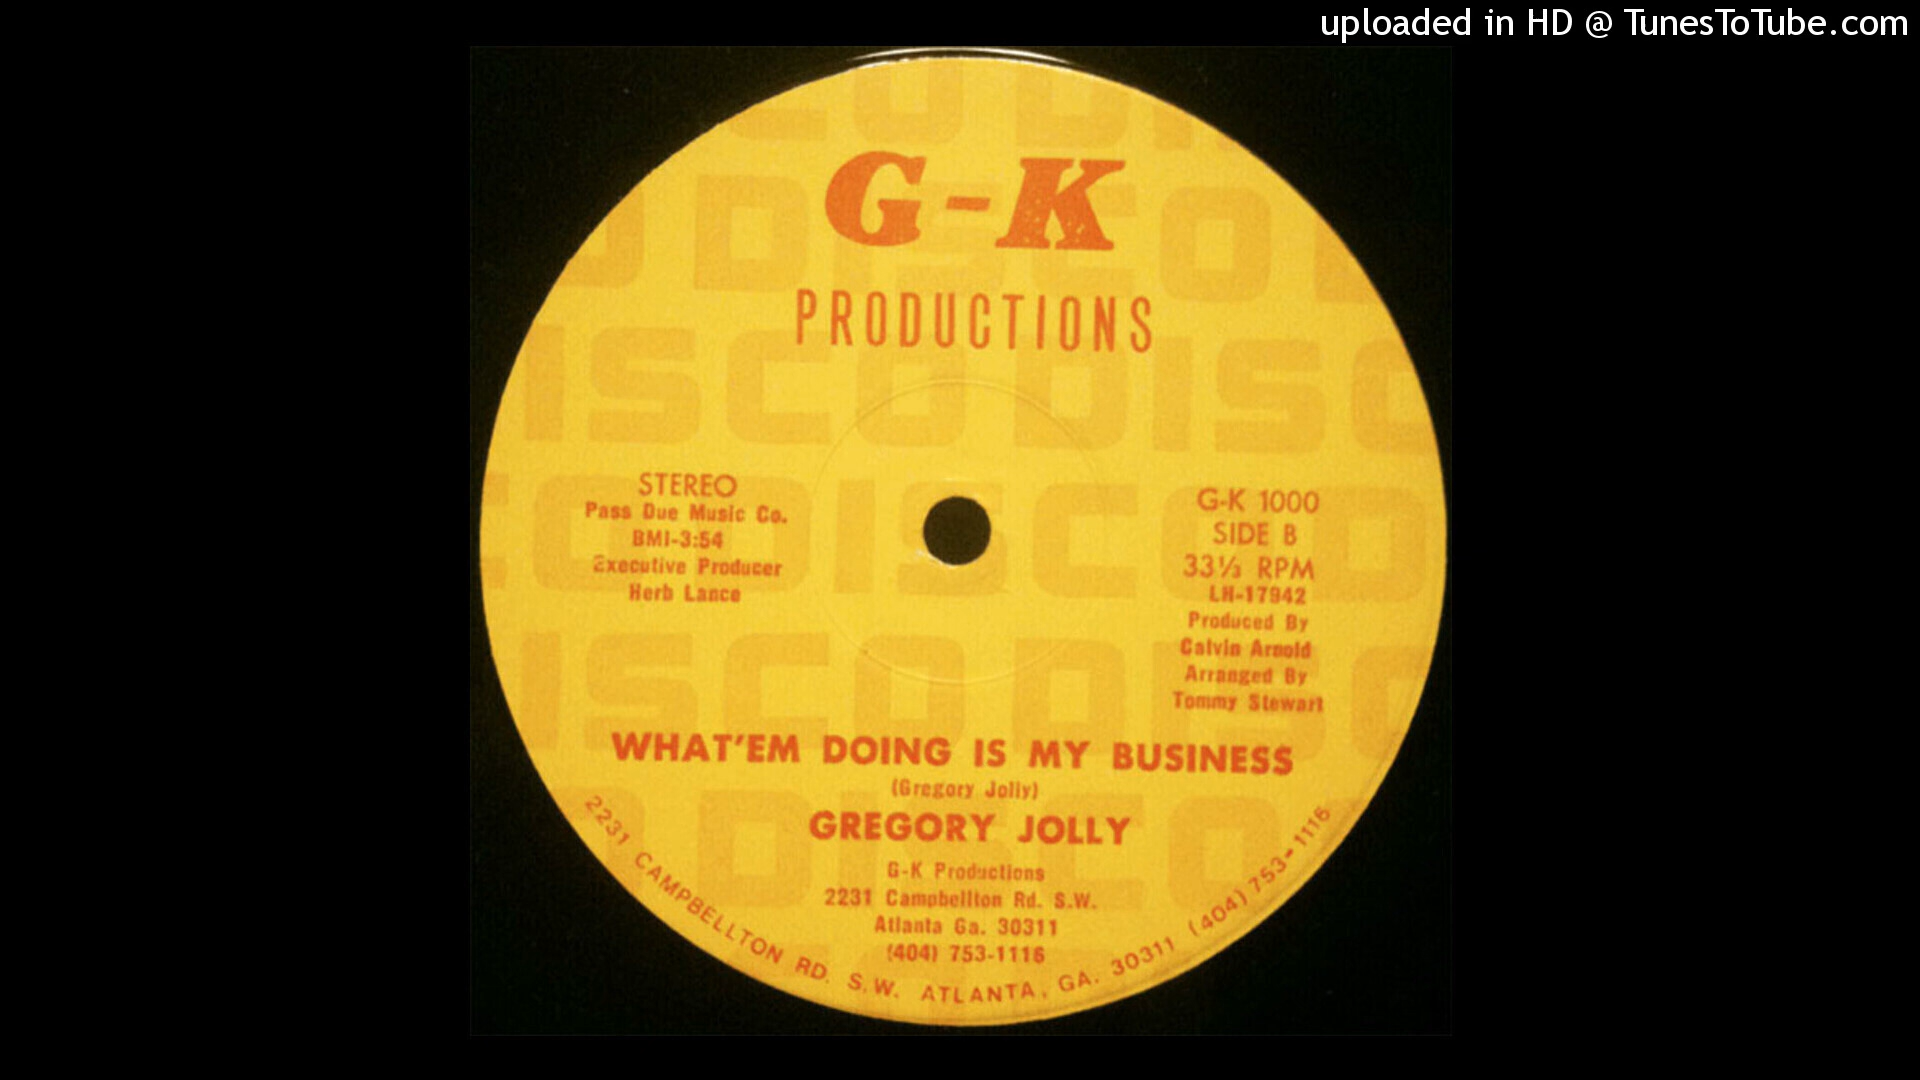 uploaded in HD @ TunesToTube.com
G-K
PRODUCTIONS
DISCO DISCO
STEREO
Pass Due Music Co.
BMI-3:54
Executive Producer
Herb Lance
G-K 1000
SIDE B
33⅓ RPM
LH-17942
Produced By
Calvin Arnold
Arranged By
Tommy Stewart
WHAT'EM DOING IS MY BUSINESS
(Gregory Jolly)
GREGORY JOLLY
G-K Productions
2231 Campbellton Rd. S.W.
Atlanta Ga. 30311
(404) 753-1116
2231 CAMPBELLTON RD. S.W. ATLANTA, GA. 30311 (404) 753-1116